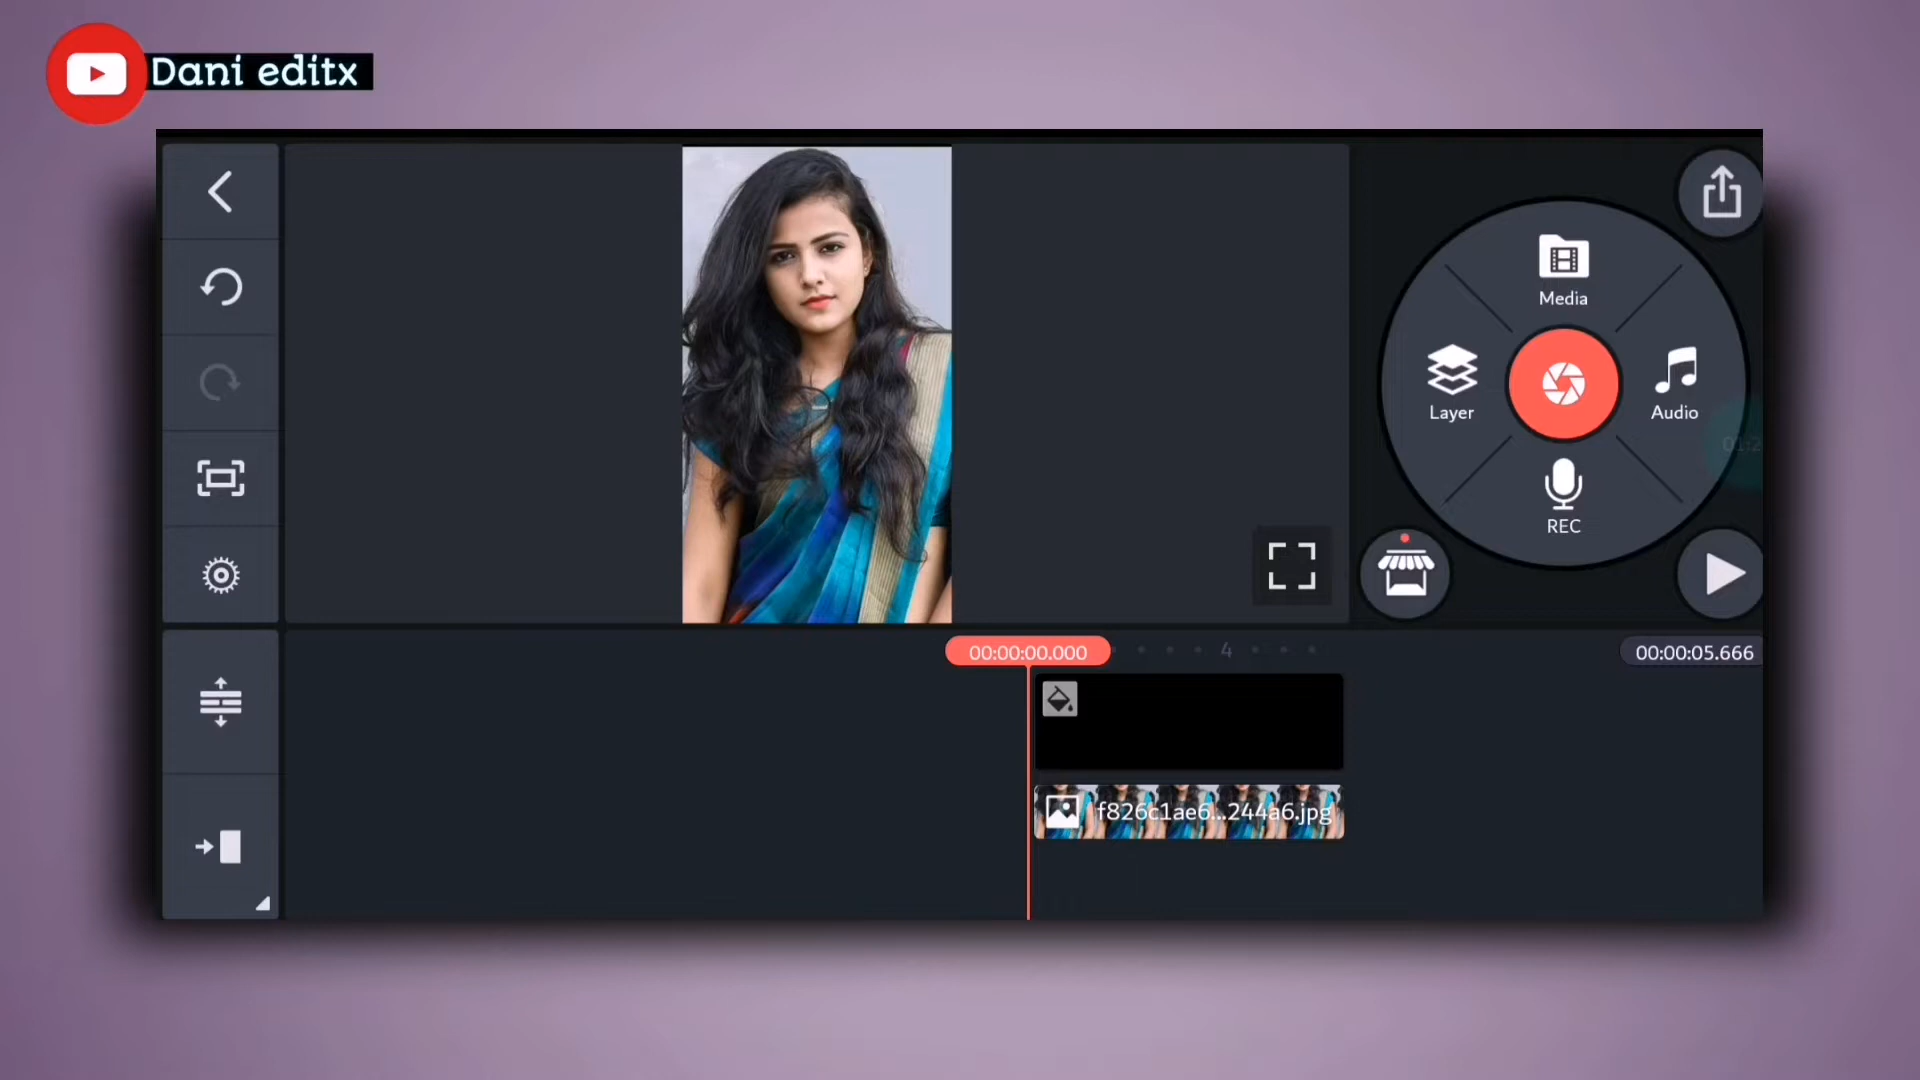 Dani editx
Media
Layer
Audio
REC
00:00:00.000
4
00:00:05.666
f826c1ae6...244a6.jpg